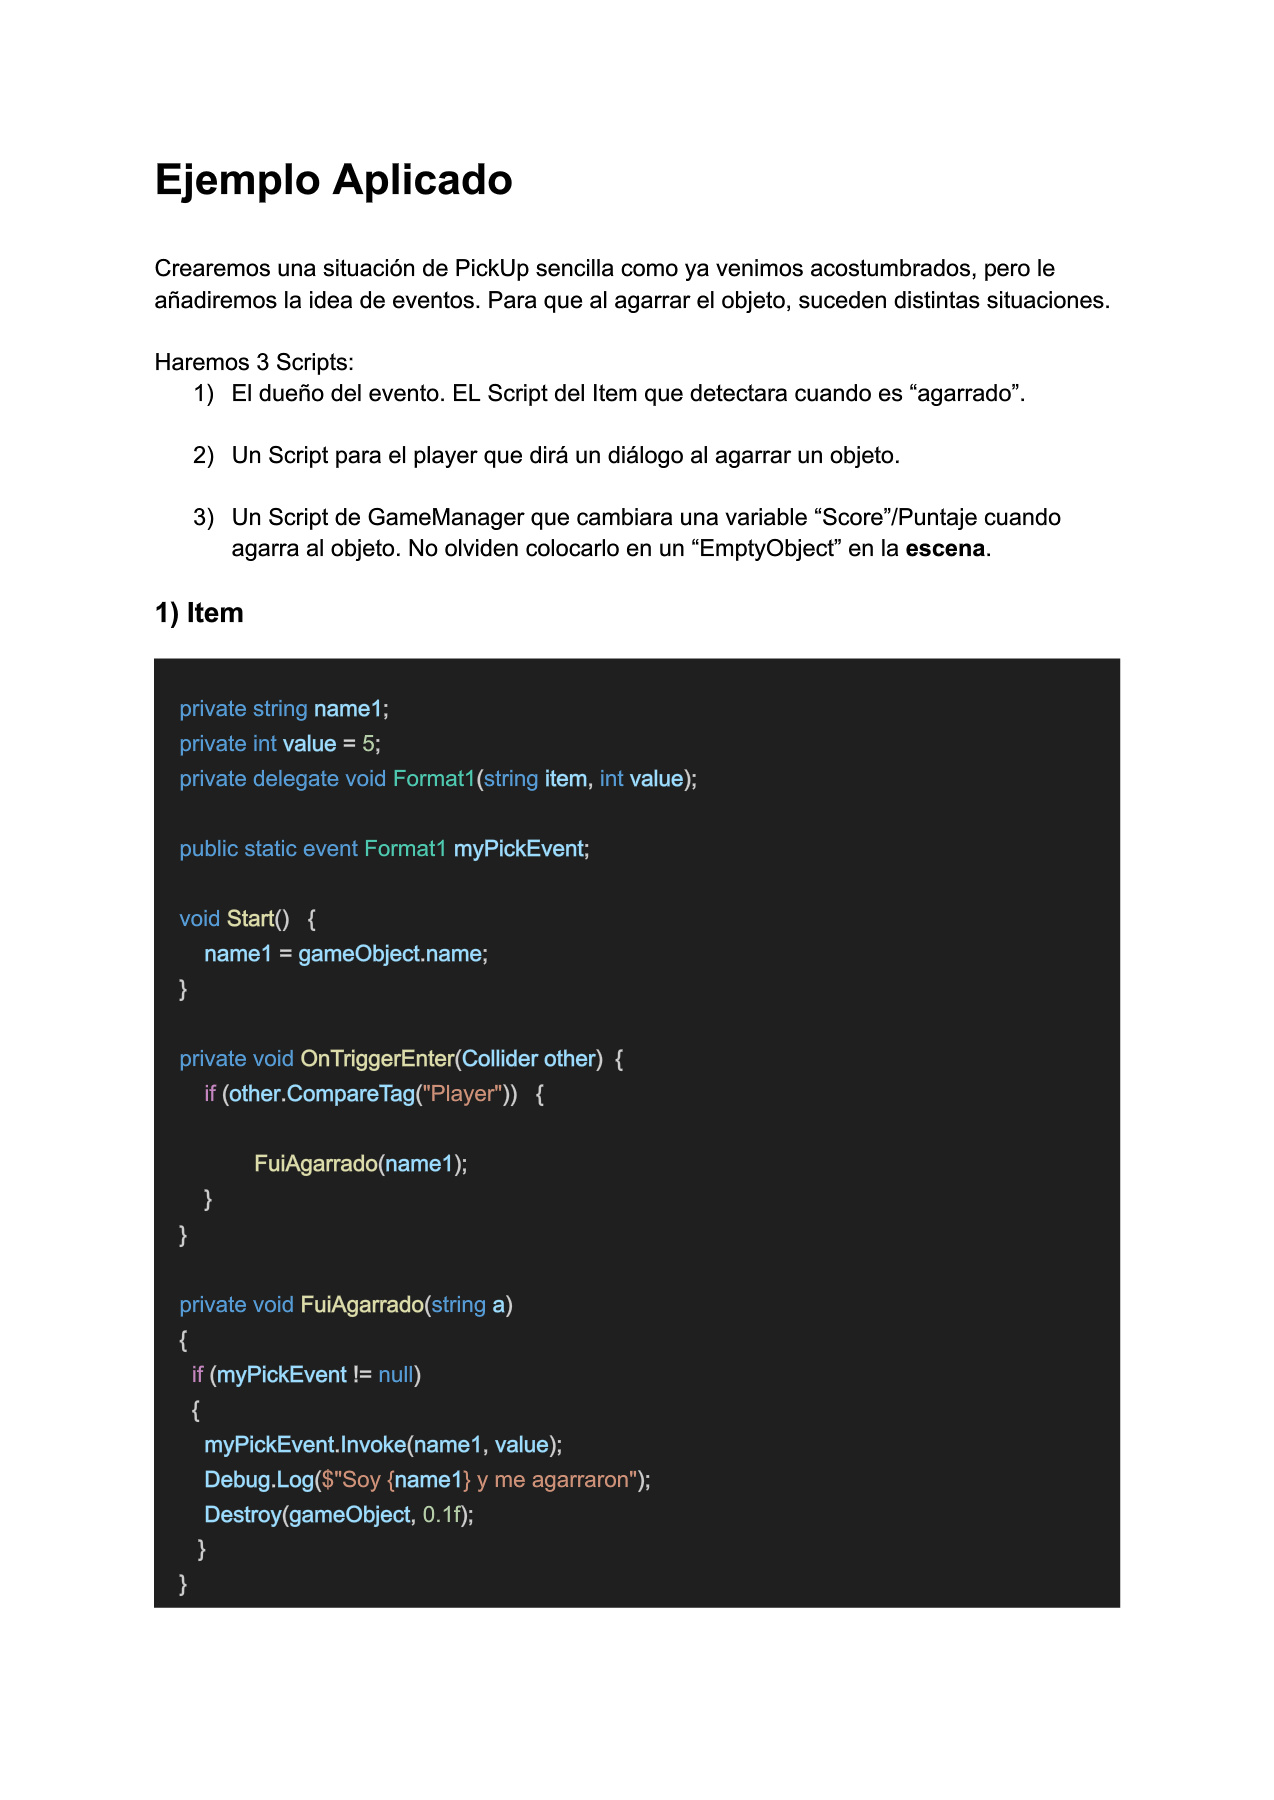 Ejemplo Aplicado
Crearemos una situación de PickUp sencilla como ya venimos acostumbrados, pero le
añadiremos la idea de eventos. Para que al agarrar el objeto, suceden distintas situaciones.
Haremos 3 Scripts:
1) El dueño del evento. EL Script del Item que detectara cuando es “agarrado”.
2) Un Script para el player que dirá un diálogo al agarrar un objeto.
3) Un Script de GameManager que cambiara una variable “Score”/Puntaje cuando
agarra al objeto. No olviden colocarlo en un “EmptyObject” en la escena.
1) Item
private string name1;
private int value = 5;
private delegate void Format1(string item, int value);
public static event Format1 myPickEvent;
void Start() {
name1 = gameObject.name;
}
private void OnTriggerEnter(Collider other) {
if (other.CompareTag("Player")) {
FuiAgarrado(name1);
}
}
private void FuiAgarrado(string a)
{
if (myPickEvent != null)
{
myPickEvent.Invoke(name1, value);
Debug.Log($"Soy {name1} y me agarraron");
Destroy(gameObject, 0.1f);
}
}